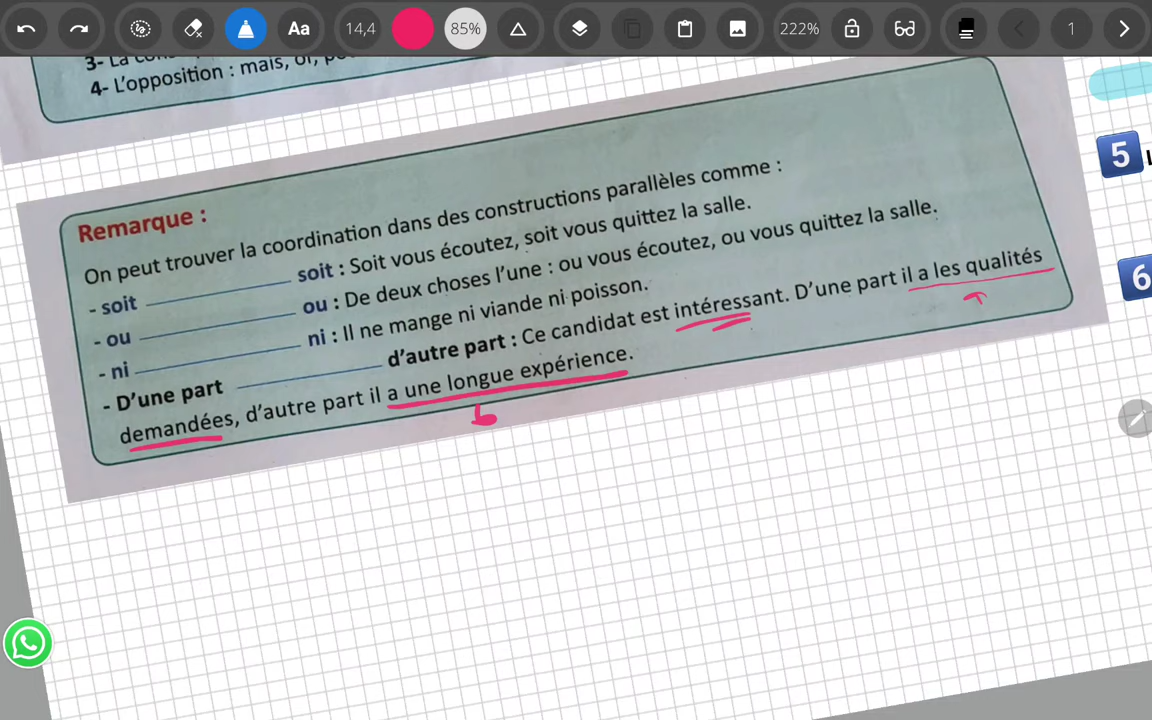 Aa
14,4
85%
222%
1
4- L'opposition : mais, or,
Remarque :
On peut trouver la coordination dans des constructions parallèles comme :
- soit soit : Soit vous écoutez, soit vous quittez la salle.
- ou ou : De deux choses l'une : ou vous écoutez, ou vous quittez la salle.
- ni ni : Il ne mange ni viande ni poisson.
- D'une part d'autre part : Ce candidat est intéressant. D'une part il a les qualités
demandées, d'autre part il a une longue expérience.
5
6